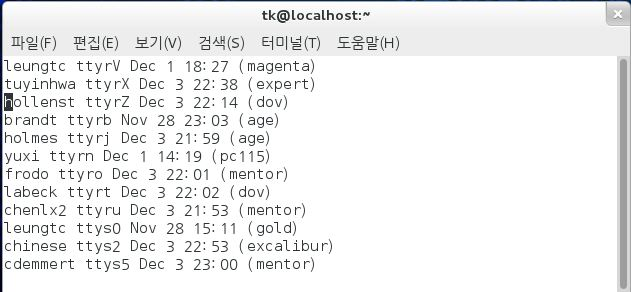 tk@localhost:~
파일(F) 편집(E) 보기(V) 검색(S) 터미널(T) 도움말(H)
leungtc ttyrV Dec 1 18:27 (magenta)
tuyinhwa ttyrX Dec 3 22:38 (expert)
hollenst ttyrZ Dec 3 22:14 (dov)
brandt ttyrb Nov 28 23:03 (age)
holmes ttyrj Dec 3 21:59 (age)
yuxi ttyrn Dec 1 14:19 (pc115)
frodo ttyro Dec 3 22:01 (mentor)
labeck ttyrt Dec 3 22:02 (dov)
chenlx2 ttyru Dec 3 21:53 (mentor)
leungtc ttys0 Nov 28 15:11 (gold)
chinese ttys2 Dec 3 22:53 (excalibur)
cdemmert ttys5 Dec 3 23:00 (mentor)